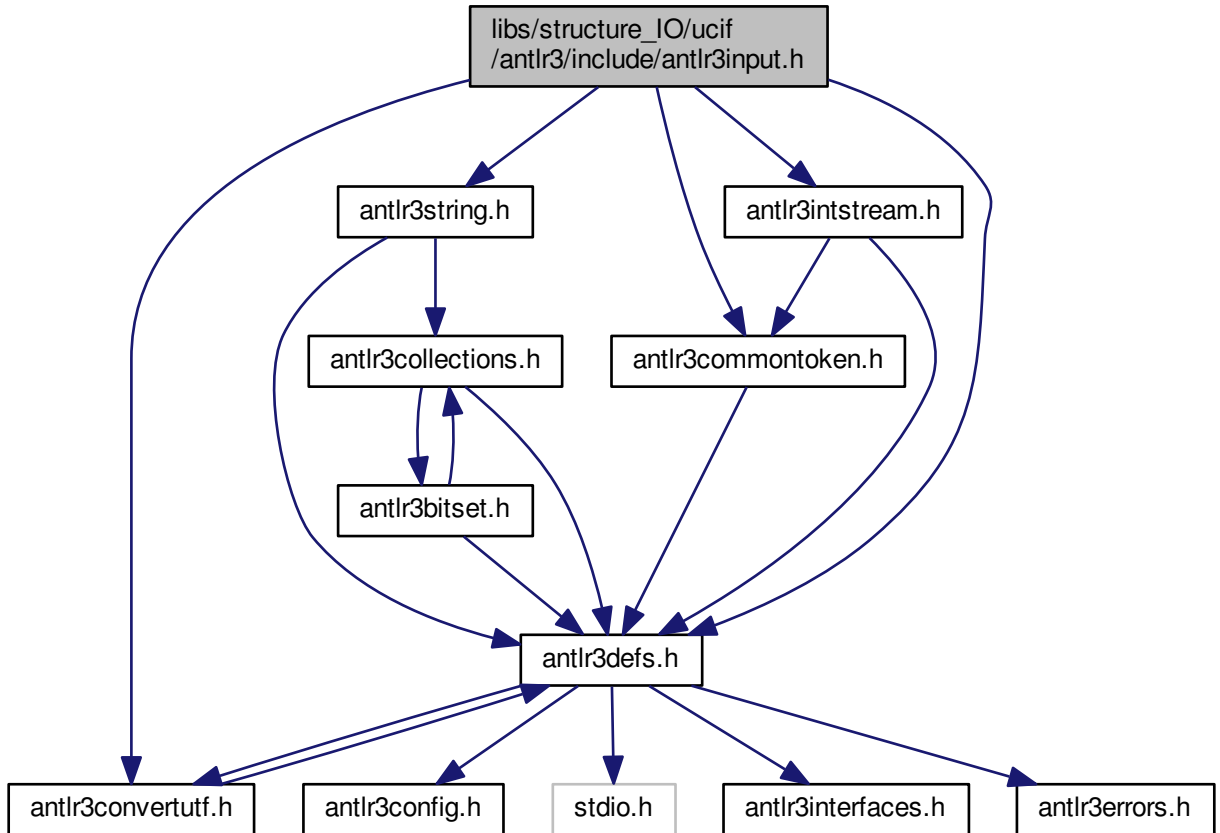 libs/structure_IO/ucif
/antlr3/include/antlr3input.h
antlr3string.h
antlr3intstream.h
antlr3collections.h
antlr3commontoken.h
antlr3bitset.h
antlr3defs.h
antlr3convertutf.h
antlr3config.h
stdio.h
antlr3interfaces.h
antlr3errors.h